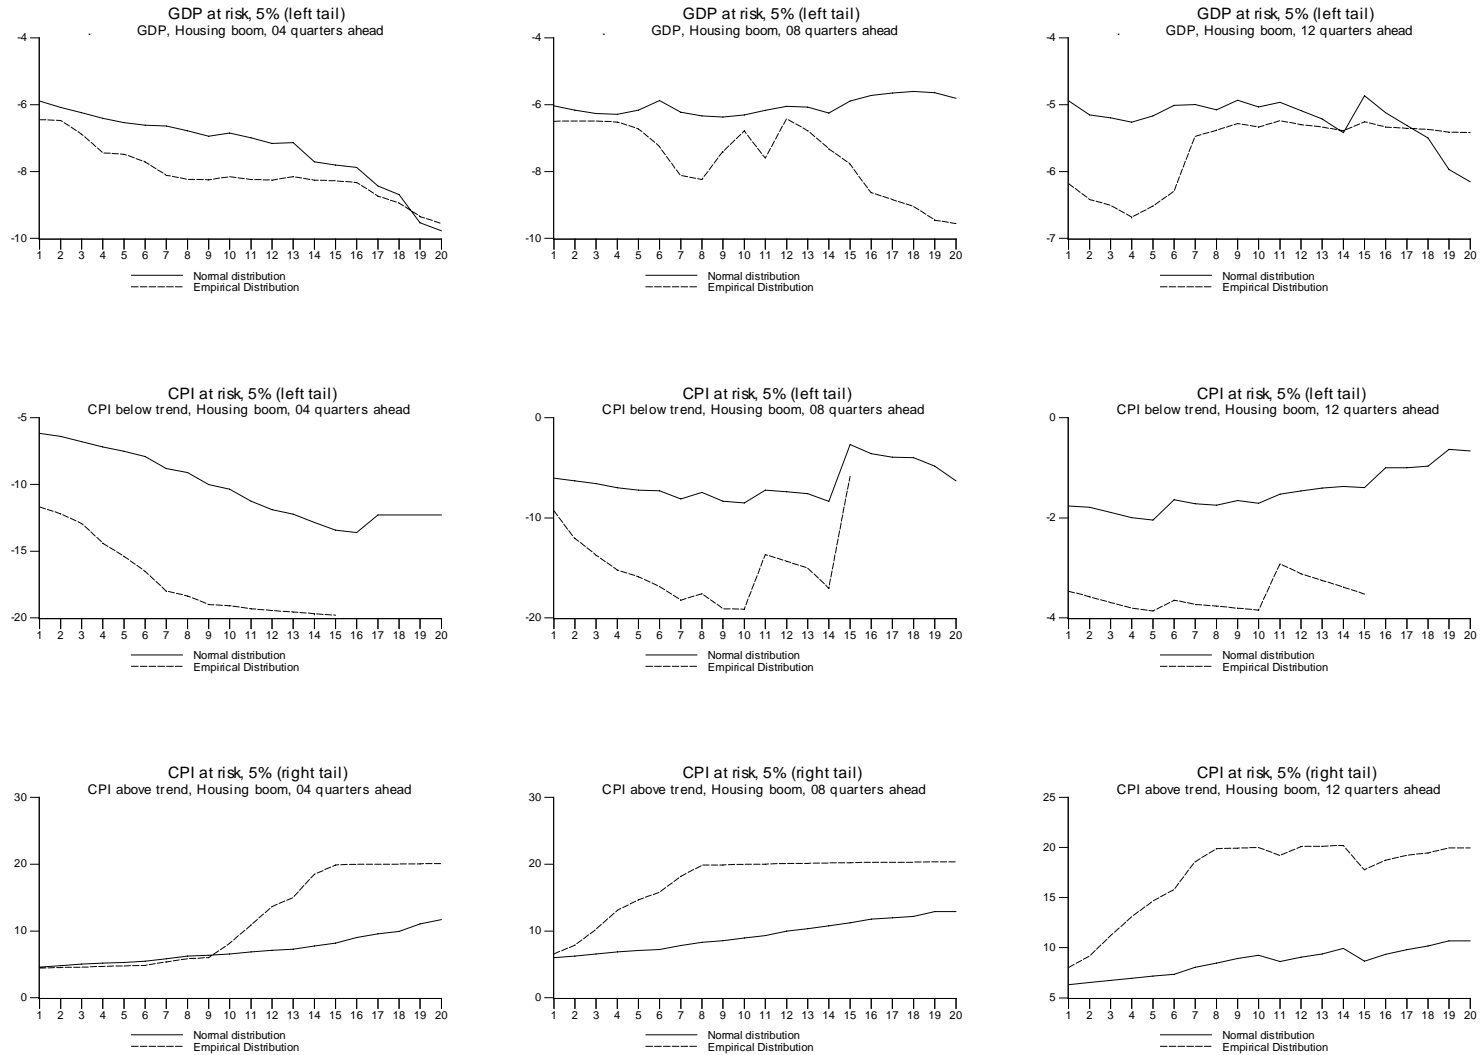 GDP at risk, 5% (left tail)
GDP, Housing boom, 04 quarters ahead
-4
-6
-8
-10
1 2 3 4 5 6 7 8 9 10 11 12 13 14 15 16 17 18 19 20
Normal distribution
Empirical Distribution
GDP at risk, 5% (left tail)
GDP, Housing boom, 08 quarters ahead
-4
-6
-8
-10
1 2 3 4 5 6 7 8 9 10 11 12 13 14 15 16 17 18 19 20
Normal distribution
Empirical Distribution
GDP at risk, 5% (left tail)
GDP, Housing boom, 12 quarters ahead
-4
-5
-6
-7
1 2 3 4 5 6 7 8 9 10 11 12 13 14 15 16 17 18 19 20
Normal distribution
Empirical Distribution
CPI at risk, 5% (left tail)
CPI below trend, Housing boom, 04 quarters ahead
-5
-10
-15
-20
1 2 3 4 5 6 7 8 9 10 11 12 13 14 15 16 17 18 19 20
Normal distribution
Empirical Distribution
CPI at risk, 5% (left tail)
CPI below trend, Housing boom, 08 quarters ahead
0
-10
-20
1 2 3 4 5 6 7 8 9 10 11 12 13 14 15 16 17 18 19 20
Normal distribution
Empirical Distribution
CPI at risk, 5% (left tail)
CPI below trend, Housing boom, 12 quarters ahead
0
-2
-4
1 2 3 4 5 6 7 8 9 10 11 12 13 14 15 16 17 18 19 20
Normal distribution
Empirical Distribution
CPI at risk, 5% (right tail)
CPI above trend, Housing boom, 04 quarters ahead
30
20
10
0
1 2 3 4 5 6 7 8 9 10 11 12 13 14 15 16 17 18 19 20
Normal distribution
Empirical Distribution
CPI at risk, 5% (right tail)
CPI above trend, Housing boom, 08 quarters ahead
30
20
10
0
1 2 3 4 5 6 7 8 9 10 11 12 13 14 15 16 17 18 19 20
Normal distribution
Empirical Distribution
CPI at risk, 5% (right tail)
CPI above trend, Housing boom, 12 quarters ahead
25
20
15
10
5
1 2 3 4 5 6 7 8 9 10 11 12 13 14 15 16 17 18 19 20
Normal distribution
Empirical Distribution